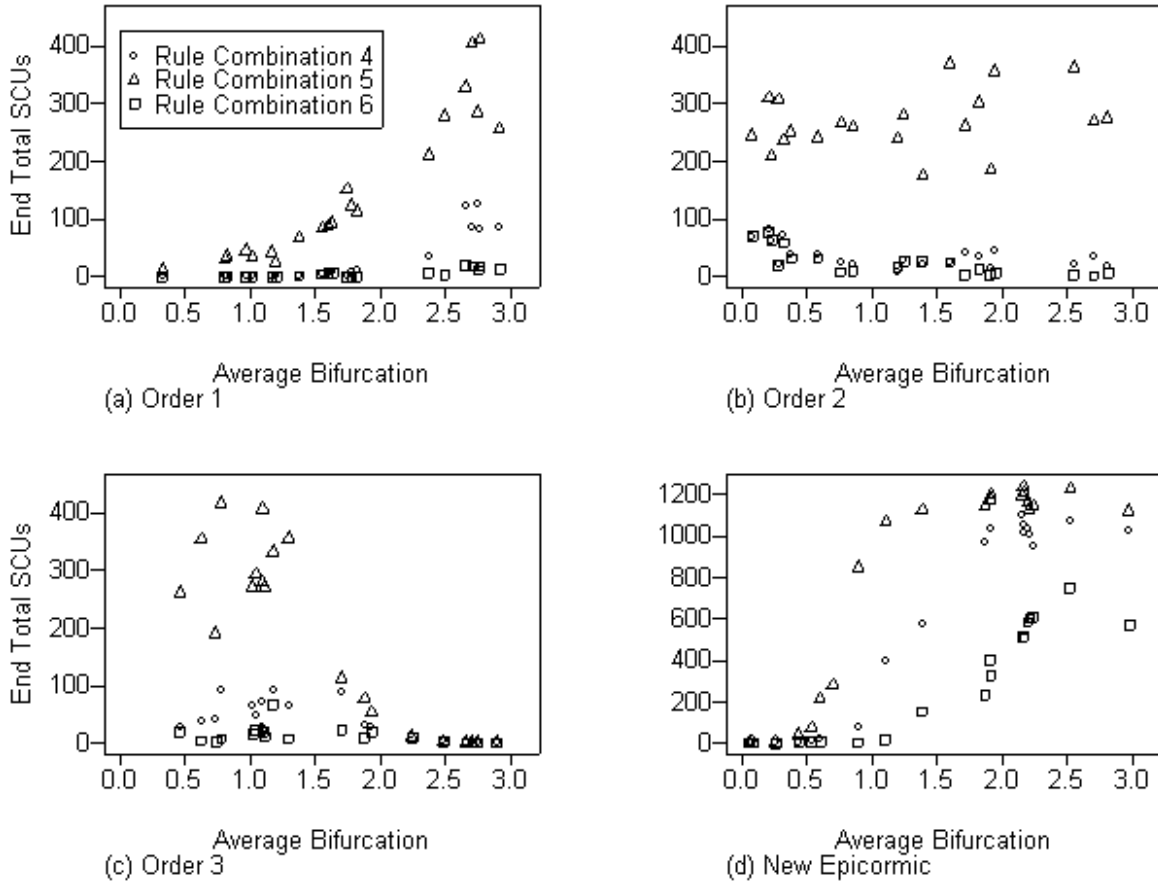 End Total SCUs
400
300
200
100
0
Rule Combination 4
Rule Combination 5
Rule Combination 6
0.0 0.5 1.0 1.5 2.0 2.5 3.0
Average Bifurcation
(a) Order 1
400
300
200
100
0
0.0 0.5 1.0 1.5 2.0 2.5 3.0
Average Bifurcation
(b) Order 2
End Total SCUs
400
300
200
100
0
0.0 0.5 1.0 1.5 2.0 2.5 3.0
Average Bifurcation
(c) Order 3
1200
1000
800
600
400
200
0
0.0 0.5 1.0 1.5 2.0 2.5 3.0
Average Bifurcation
(d) New Epicormic